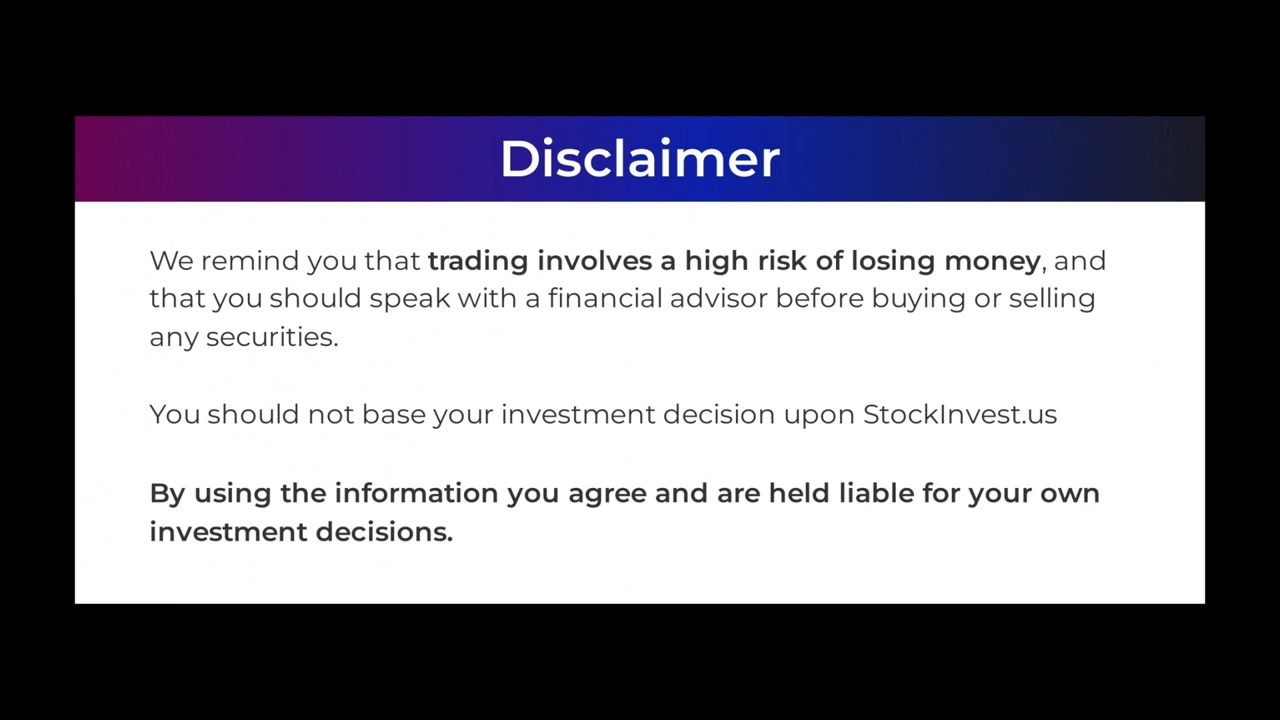 Disclaimer
We remind you that trading involves a high risk of losing money, and
that you should speak with a financial advisor before buying or selling
any securities.
You should not base your investment decision upon StockInvest.us
By using the information you agree and are held liable for your own
investment decisions.